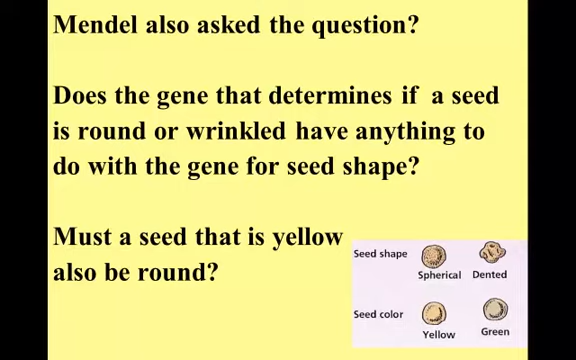 Mendel also asked the question?
Does the gene that determines if a seed
is round or wrinkled have anything to
do with the gene for seed shape?
Must a seed that is yellow
also be round?
Seed shape
Spherical Dented
Seed color
Yellow Green